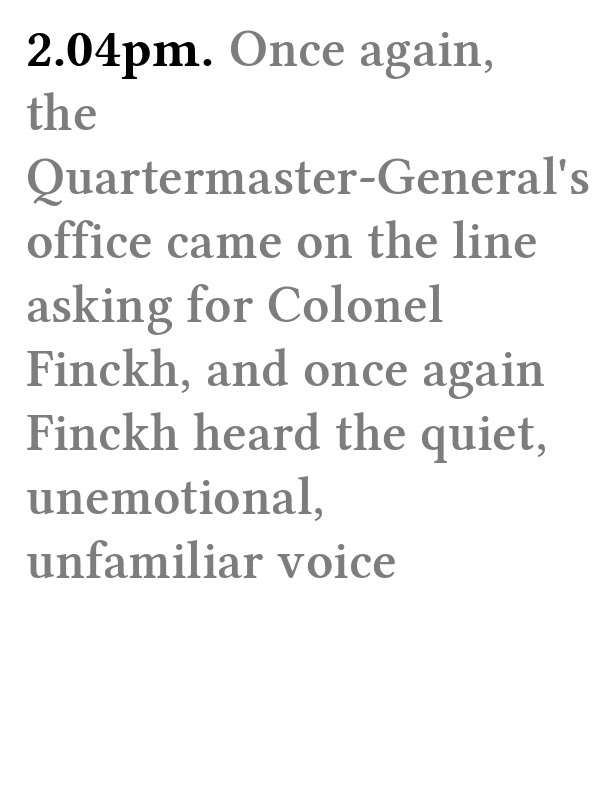 2.04pm. Once again,
the
Quartermaster-General's
office came on the line
asking for Colonel
Finckh, and once again
Finckh heard the quiet,
unemotional,
unfamiliar voice